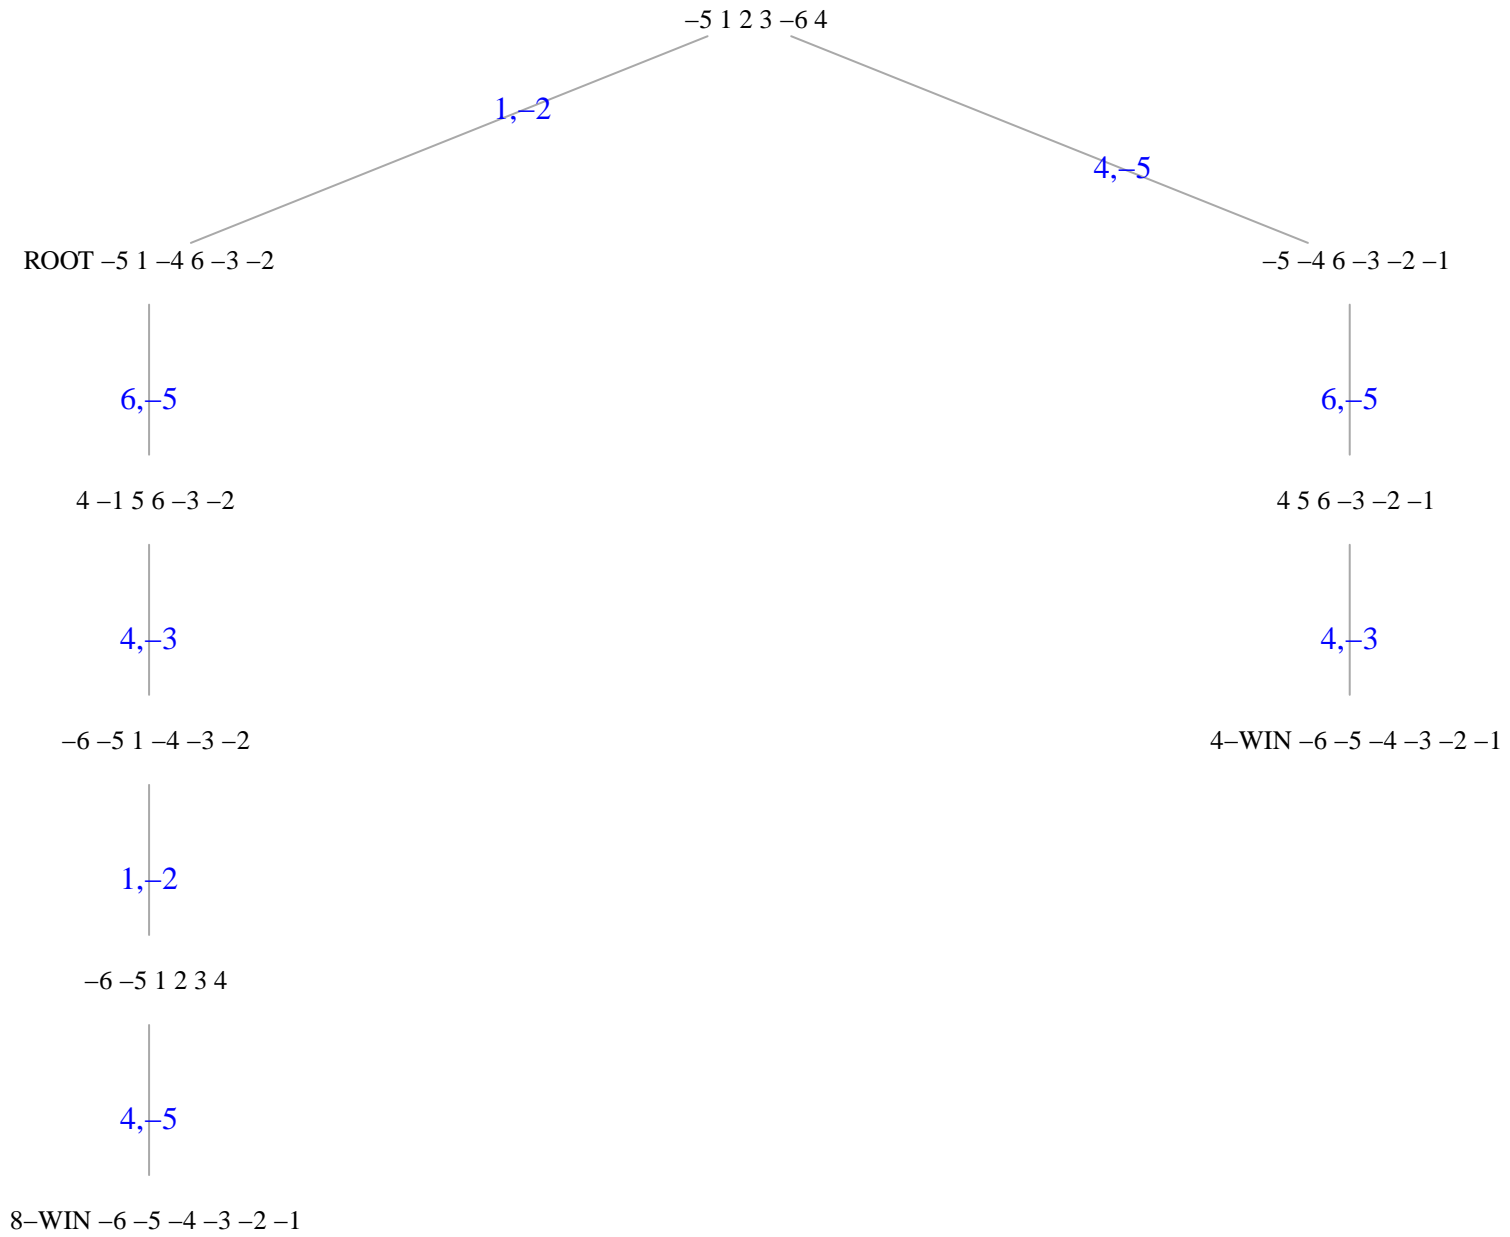 –5 1 2 3 –6 4
1,–2
4,–5
ROOT –5 1 –4 6 –3 –2
–5 –4 6 –3 –2 –1
6,–5
6,–5
4 –1 5 6 –3 –2
4 5 6 –3 –2 –1
4,–3
4,–3
–6 –5 1 –4 –3 –2
4–WIN –6 –5 –4 –3 –2 –1
1,–2
–6 –5 1 2 3 4
4,–5
8–WIN –6 –5 –4 –3 –2 –1